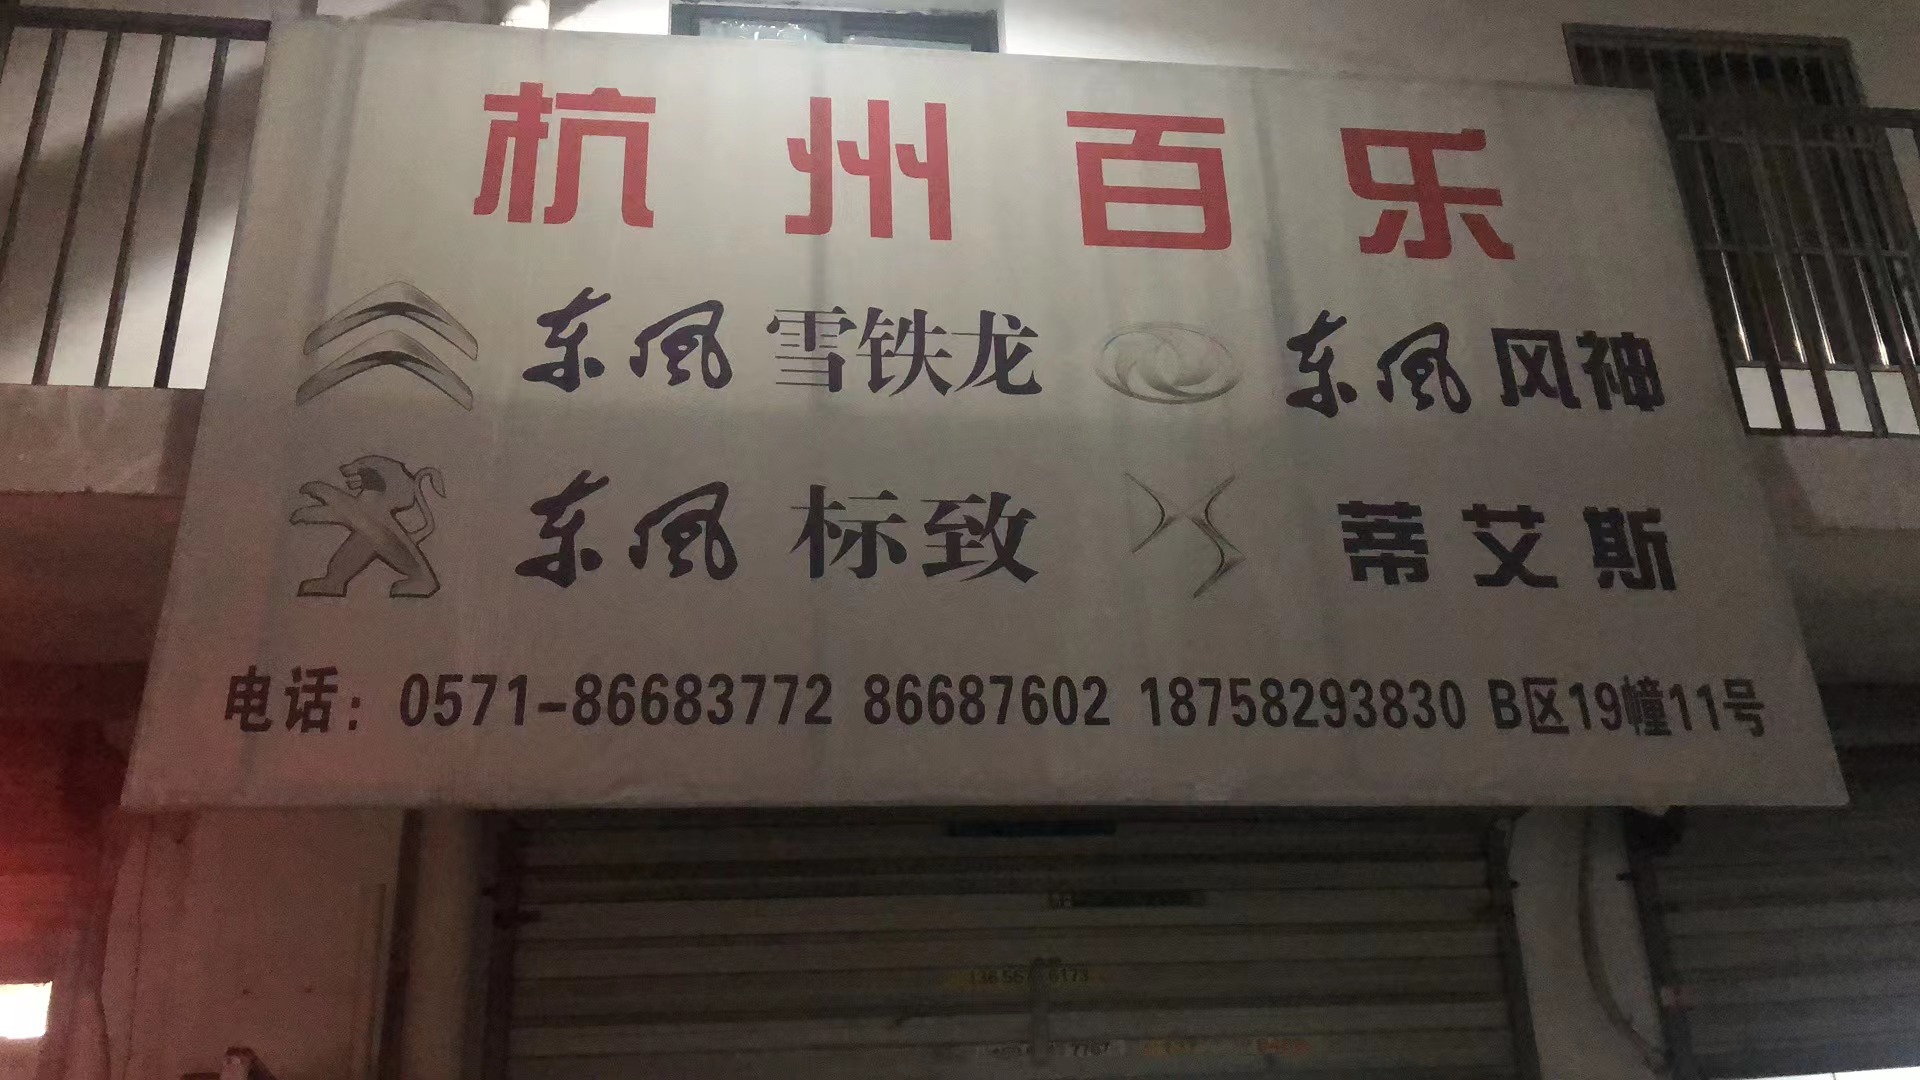 杭州百乐
东风雪铁龙 东风风神
东风标致 蒂艾斯
电话：0571-86683772 86687602 18758293830 B区19幢11号